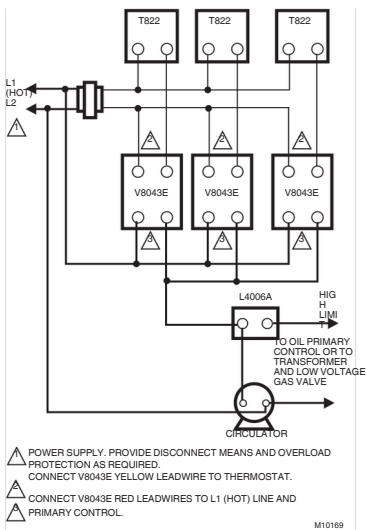 T822
T822
T822
L1
(HOT)
L2
1
2
2
2
V8043E
V8043E
V8043E
3
3
3
L4006A
HIG
H
LIMI
T
TO OIL PRIMARY
CONTROL OR TO
TRANSFORMER
AND LOW VOLTAGE
GAS VALVE
CIRCULATOR
1 POWER SUPPLY. PROVIDE DISCONNECT MEANS AND OVERLOAD
PROTECTION AS REQUIRED.
CONNECT V8043E YELLOW LEADWIRE TO THERMOSTAT.
2
CONNECT V8043E RED LEADWIRES TO L1 (HOT) LINE AND
3 PRIMARY CONTROL.
M10169